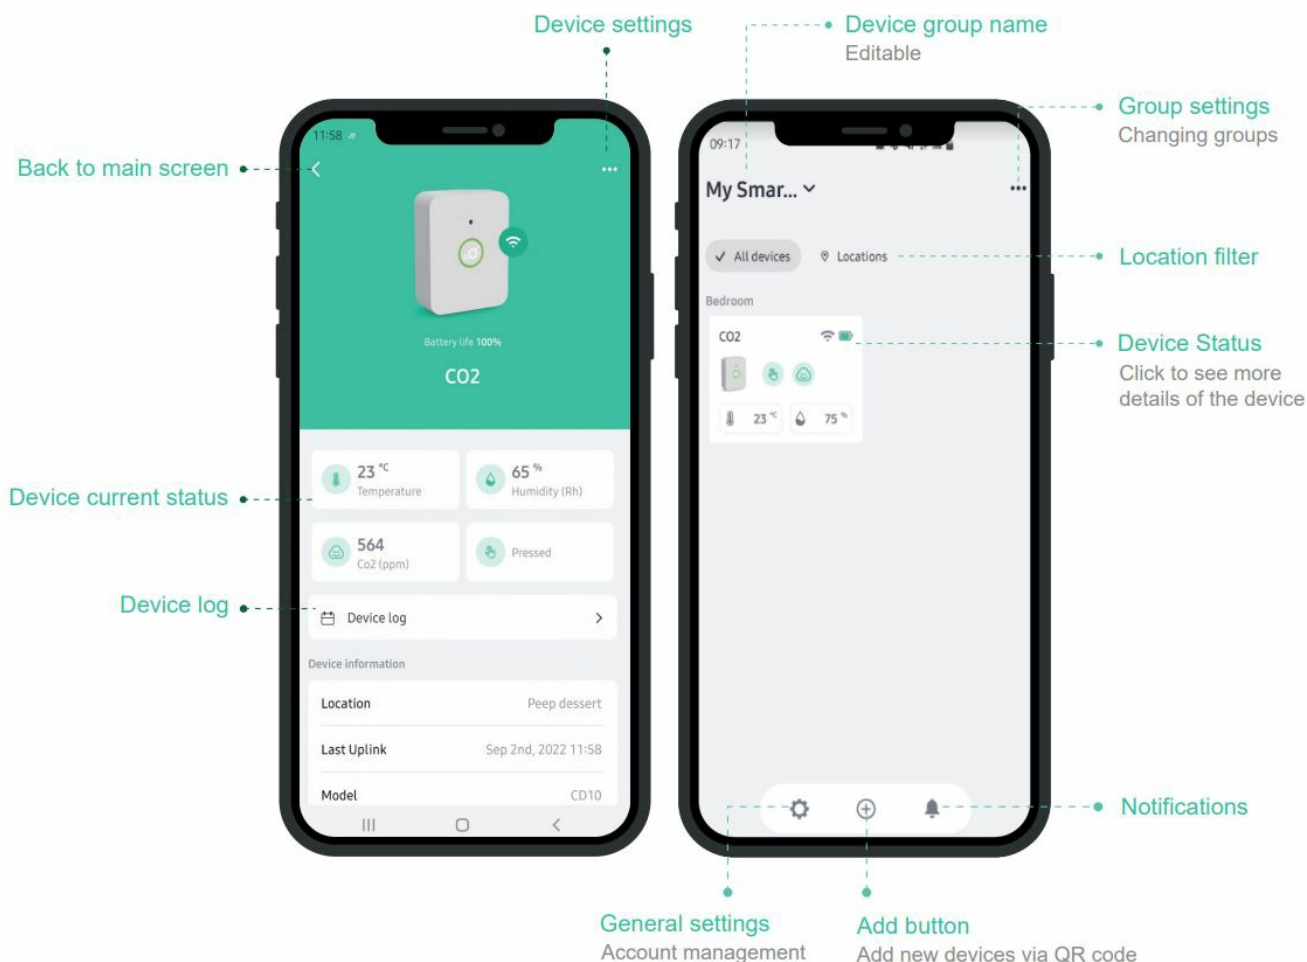 Device settings
Device group name
Editable
Group settings
Changing groups
Back to main screen
11:58
Battery life 100%
CO2
Device current status
23 °C
Temperature
65 %
Humidity (Rh)
564
Co2 (ppm)
Pressed
Device log
Device log
Device information
Location
Peep dessert
Last Uplink
Sep 2nd, 2022 11:58
Model
CD10
09:17
My Smar...
All devices
Locations
Location filter
Bedroom
CO2
23 °C
75 %
Device Status
Click to see more
details of the device
Notifications
General settings
Account management
Add button
Add new devices via QR code